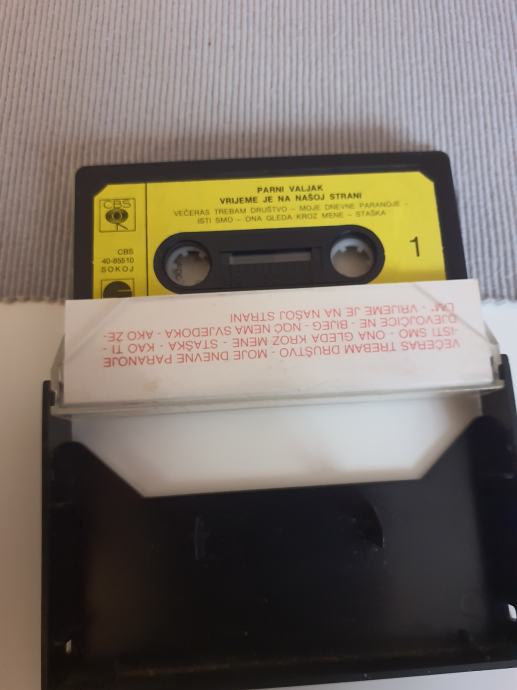 PARNI VALJAK
VRIJEME JE NA NAŠOJ STRANI
VEČERAS TREBAM DRUŠTVO - MOJE DNEVNE PARANOJE -
ISTI SMO - ONA GLEDA KROZ MENE - STAŠKA
CBS
CBS
40-85510
SOKOJ
1
VEČERAS TREBAM DRUŠTVO - MOJE DNEVNE PARANOJE
-ISTI SMO - ONA GLEDA KROZ MENE - STAŠKA - KAO TI -
DJEVOJČICE NE - BIJEG - NOĆ NEMA SVJEDOKA - AKO ZE-
VRIJEME JE NA NAŠOJ STRANI